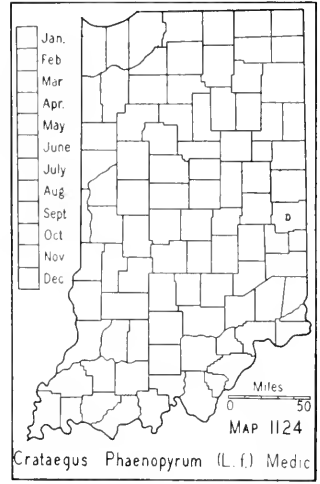 Jan.
Feb
Mar
Apr.
May
June
July
Aug
Sept
Oct
Nov
Dec
D
Miles
0 50
MAP 1124
Crataegus Phaenopyrum (L.f.) Medic